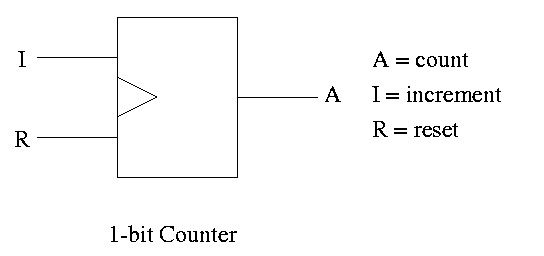 I
R
A
A = count
I = increment
R = reset
1-bit Counter